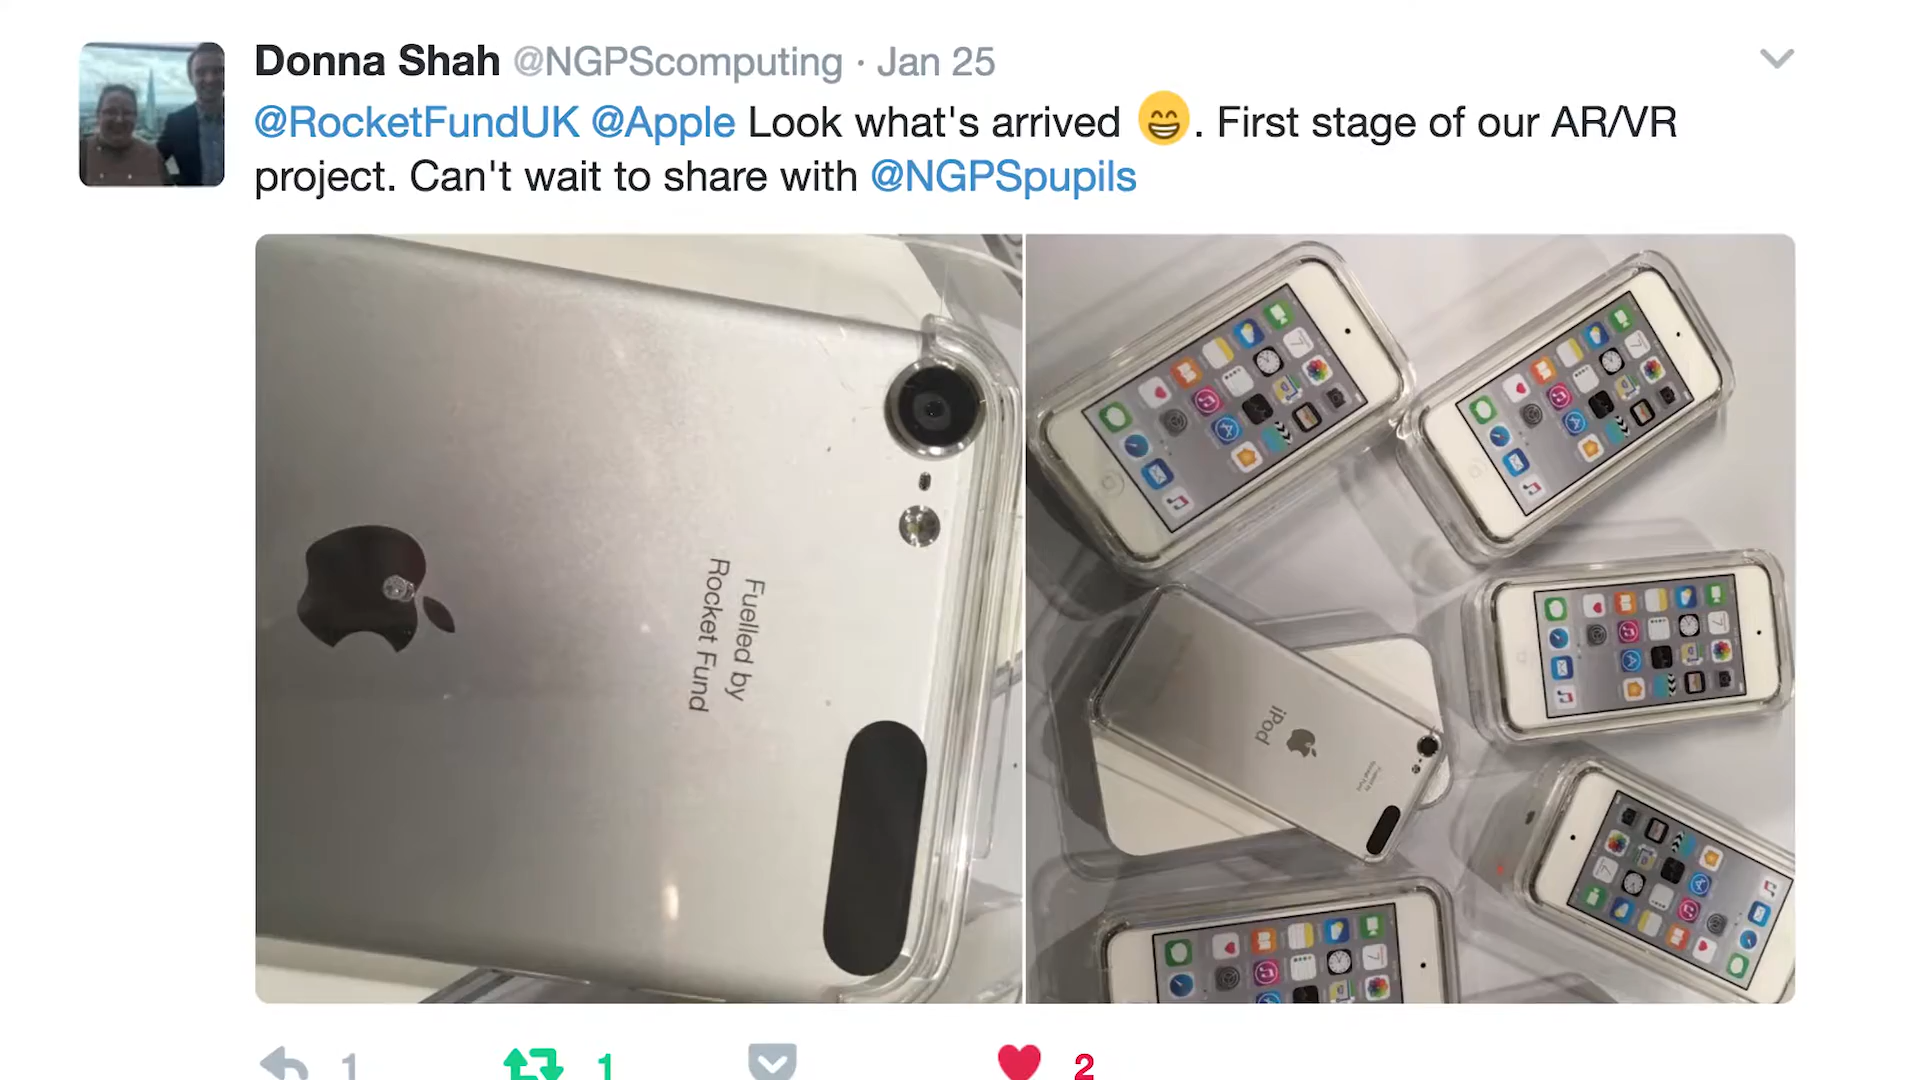 Donna Shah @NGPScomputing · Jan 25
@RocketFundUK @Apple Look what's arrived 😁. First stage of our AR/VR
project. Can't wait to share with @NGPSpupils
Fuelled by
Rocket Fund
iPod
1
1
2